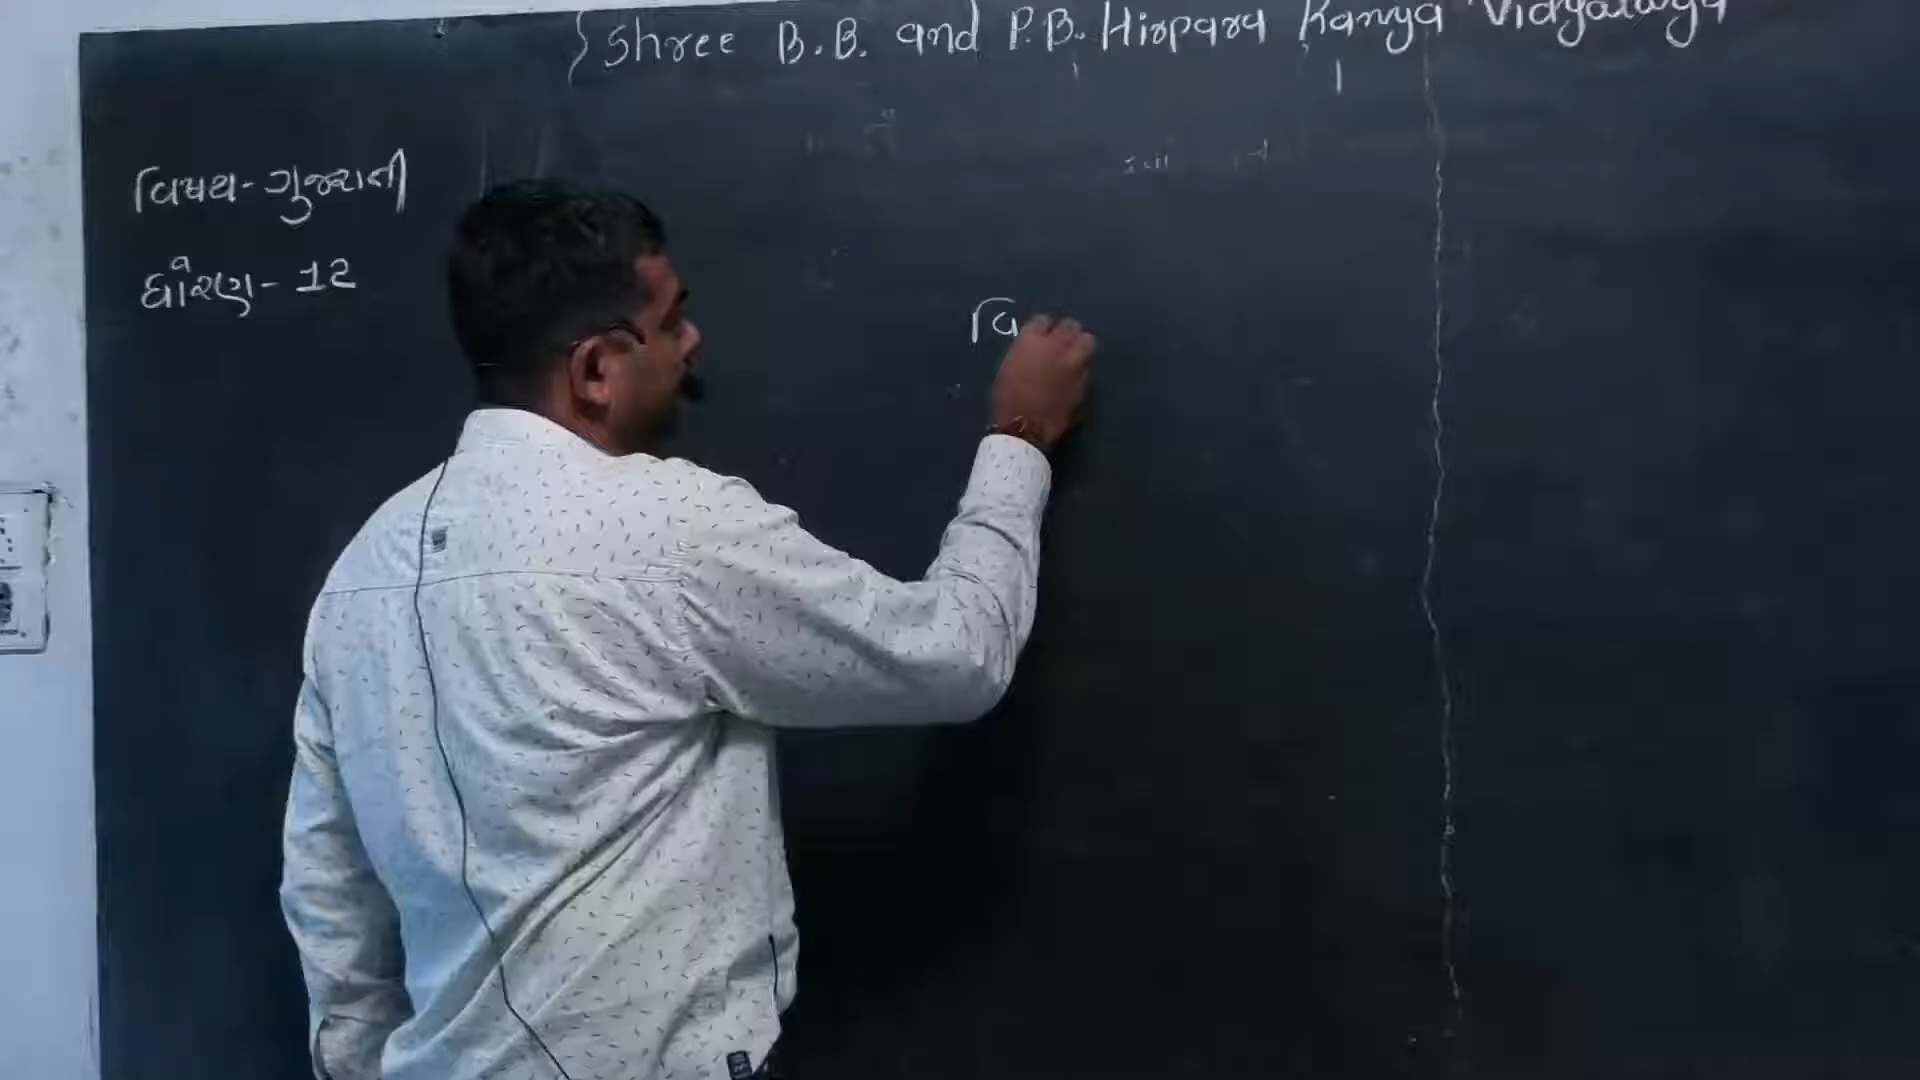 { Shree B.B. and P.B. Hirpara Kanya Vidyalaya
વિષય - ગુજરાતી
ધોરણ - 12
વિ